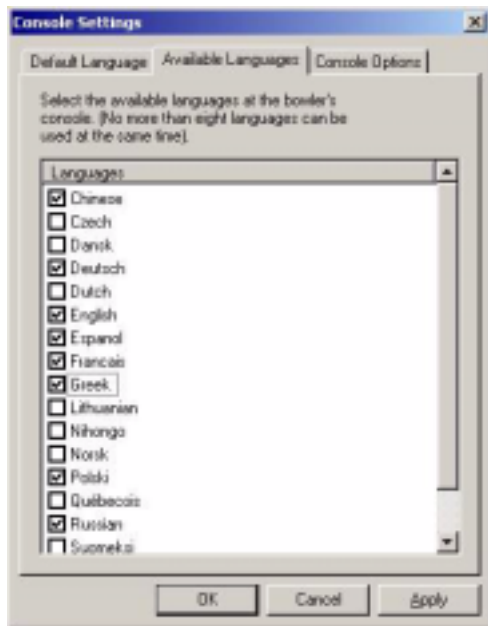 Console Settings
Default Language Available Languages Console Options
Select the available languages at the bowler's
console. (No more than eight languages can be
used at the same time).
Languages
Chinese
Czech
Dansk
Deutsch
Dutch
English
Espanol
Francais
Greek
Lithuanian
Nihongo
Norsk
Polski
Québecois
Russian
Suomeksi
OK Cancel Apply